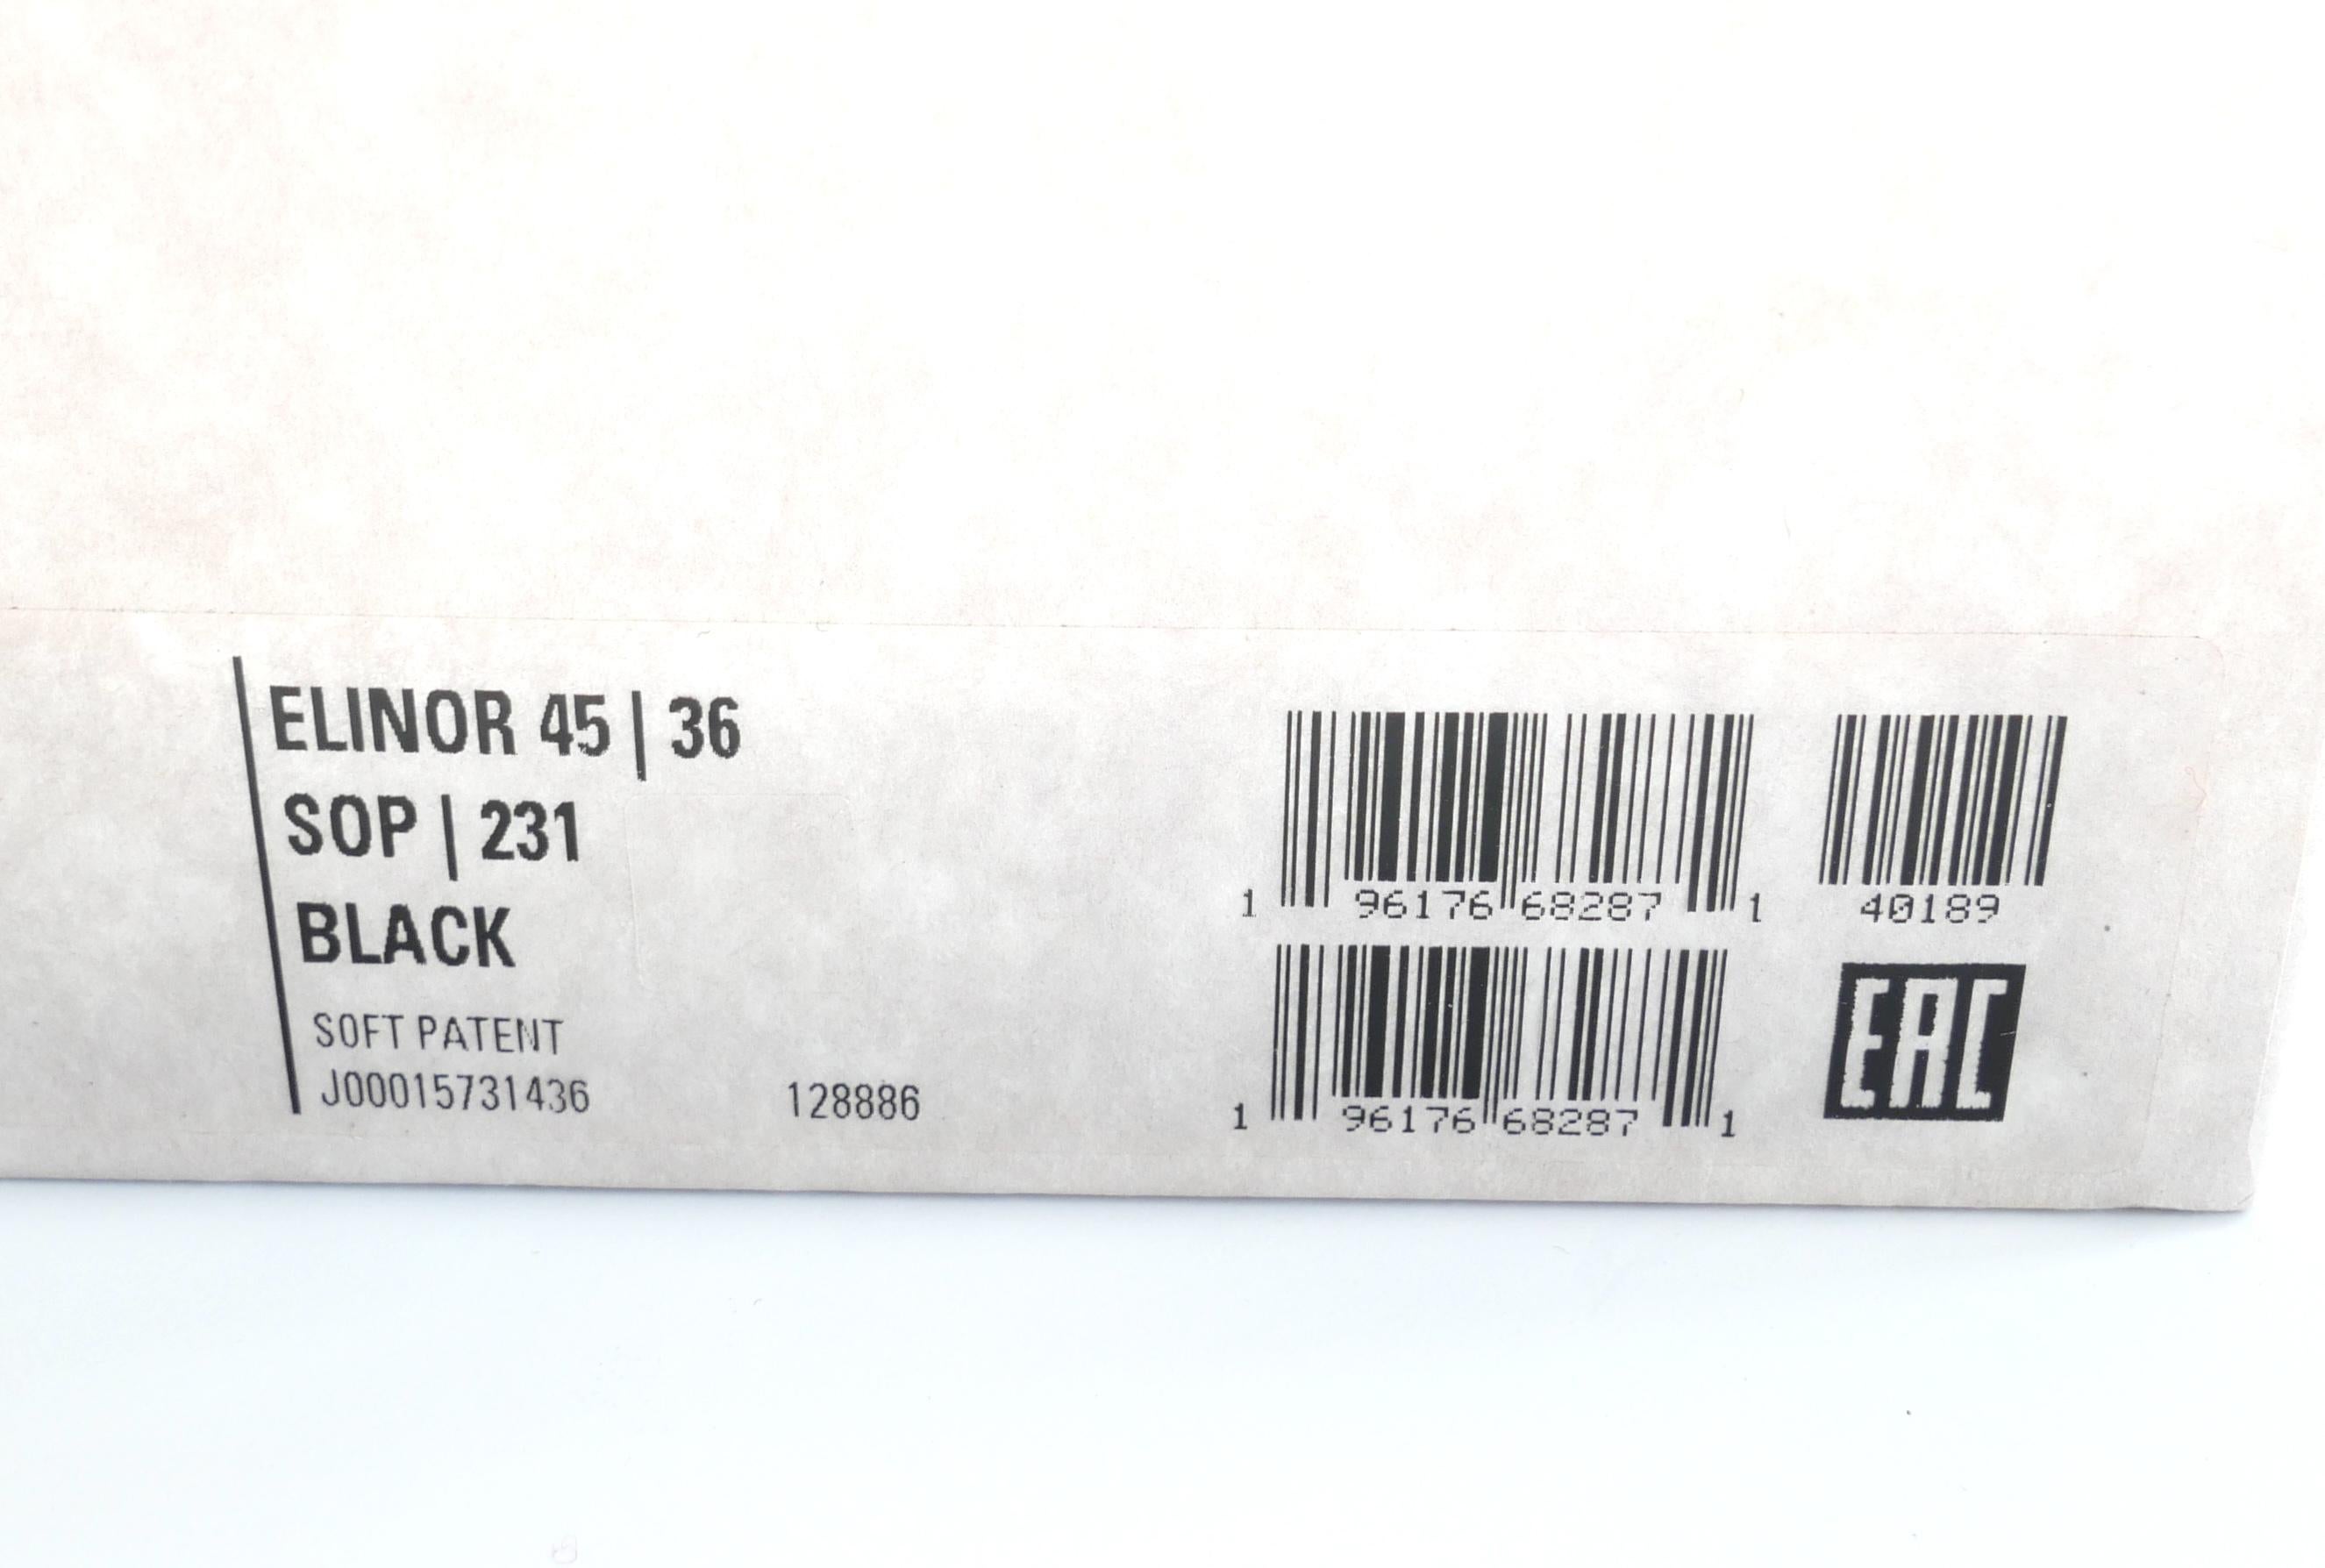 ELINOR 45 | 36
SOP | 231
BLACK
SOFT PATENT
J00015731436
128886
1 96176 68287 1
40189
1 96176 68287 1
EAC